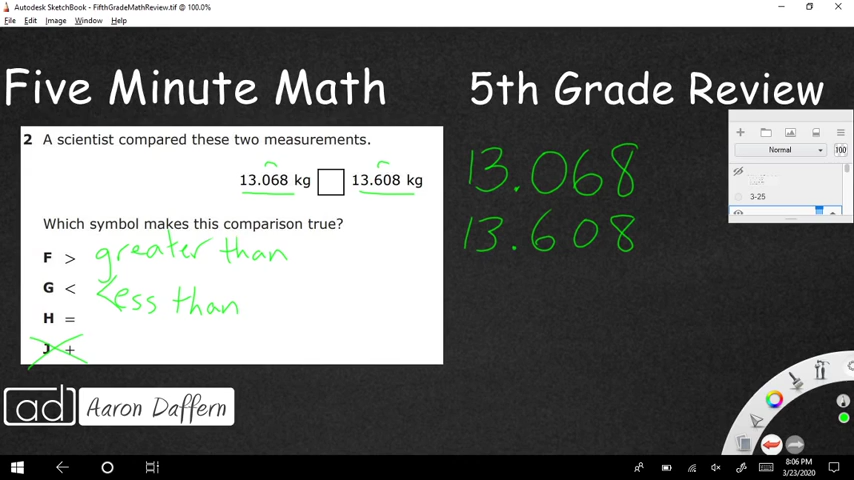 Autodesk SketchBook - FifthGradeMathReview.tif @ 100.0%
File Edit Image Window Help
Five Minute Math
5th Grade Review
2 A scientist compared these two measurements.
13.068 kg 13.608 kg
Which symbol makes this comparison true?
F > greater than
G < Less than
H =
J +
13.068
13.608
Normal
100
3-25
ad Aaron Daffern
8:06 PM
3/23/2020